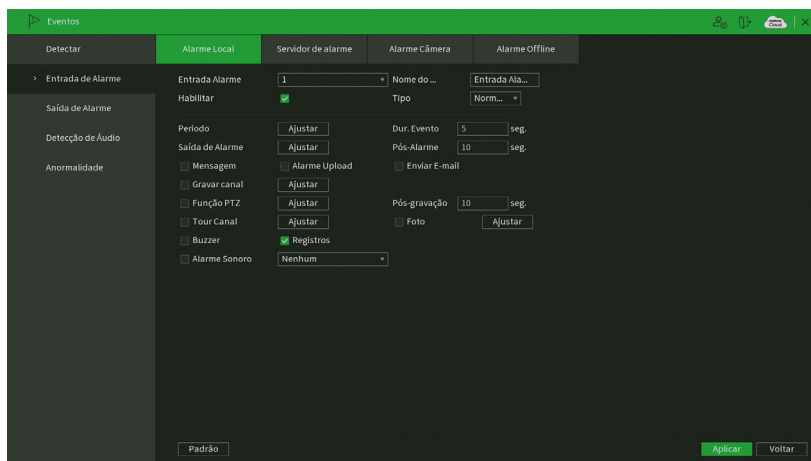 Eventos
Detectar
Alarme Local
Servidor de alarme
Alarme Câmera
Alarme Offline
Entrada de Alarme
Saída de Alarme
Detecção de Áudio
Anormalidade
Entrada Alarme 1 Nome do ... Entrada Ala...
Habilitar Tipo Norm...
Período Ajustar Dur. Evento 5 seg.
Saída de Alarme Ajustar Pós-Alarme 10 seg.
Mensagem Alarme Upload Enviar E-mail
Gravar canal Ajustar
Função PTZ Ajustar Pós-gravação 10 seg.
Tour Canal Ajustar Foto Ajustar
Buzzer Registros
Alarme Sonoro Nenhum
Padrão Aplicar Voltar